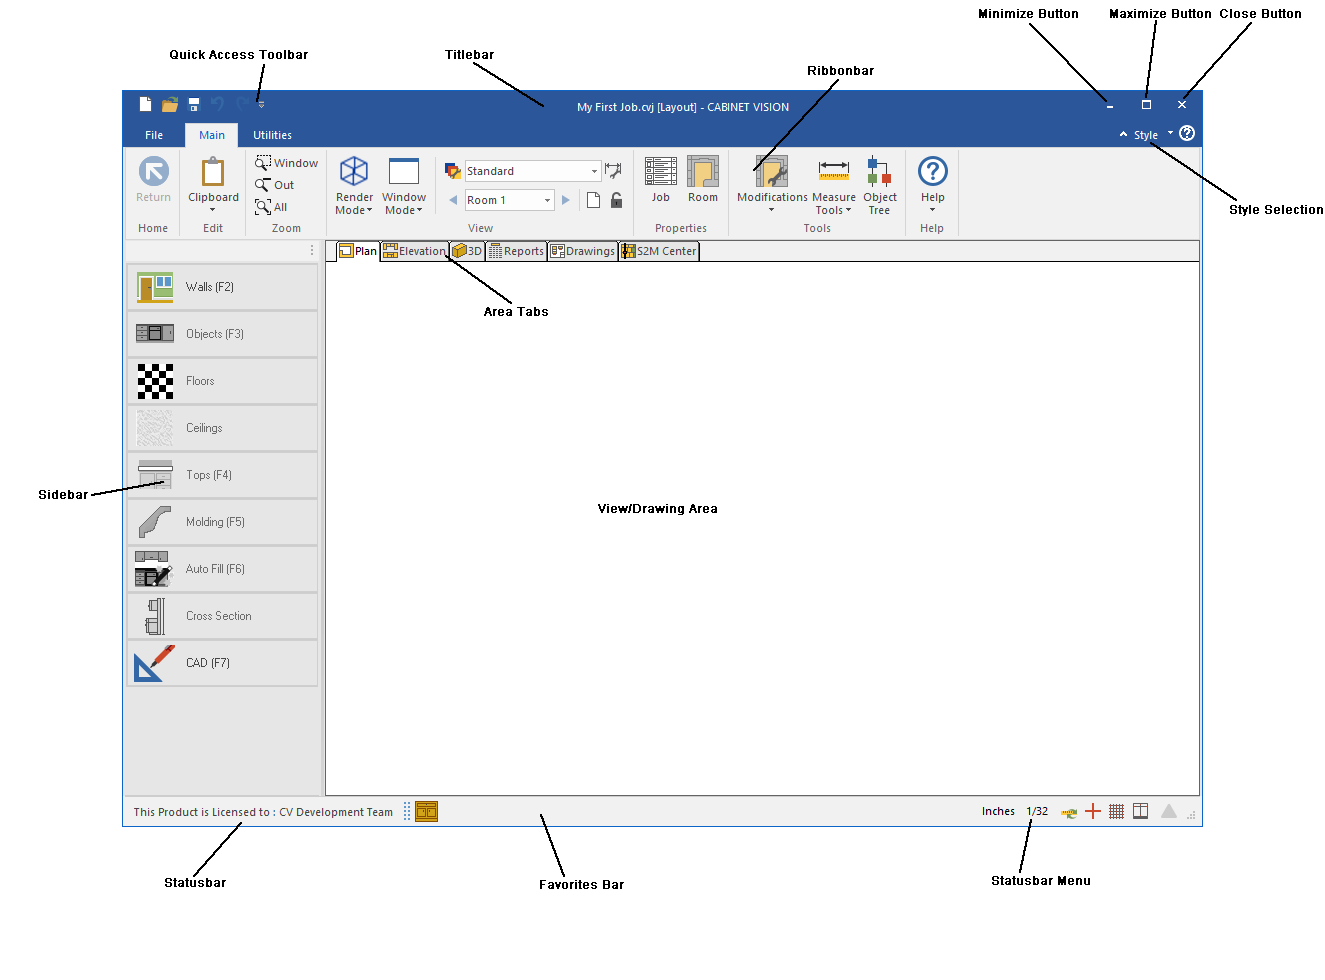 Minimize Button
Maximize Button
Close Button
Quick Access Toolbar
Titlebar
Ribbonbar
My First Job.cvj [Layout] - CABINET VISION
File
Main
Utilities
Style
Return
Home
Clipboard
Edit
Window
Out
All
Zoom
Render
Mode
Window
Mode
Standard
Room 1
View
Job
Room
Properties
Modifications
Measure
Tools
Object
Tree
Tools
Help
Help
Style Selection
Plan
Elevation
3D
Reports
Drawings
S2M Center
Area Tabs
Walls (F2)
Objects (F3)
Floors
Ceilings
Tops (F4)
Molding (F5)
Auto Fill (F6)
Cross Section
CAD (F7)
Sidebar
View/Drawing Area
This Product is Licensed to : CV Development Team
Inches
1/32
Statusbar
Favorites Bar
Statusbar Menu